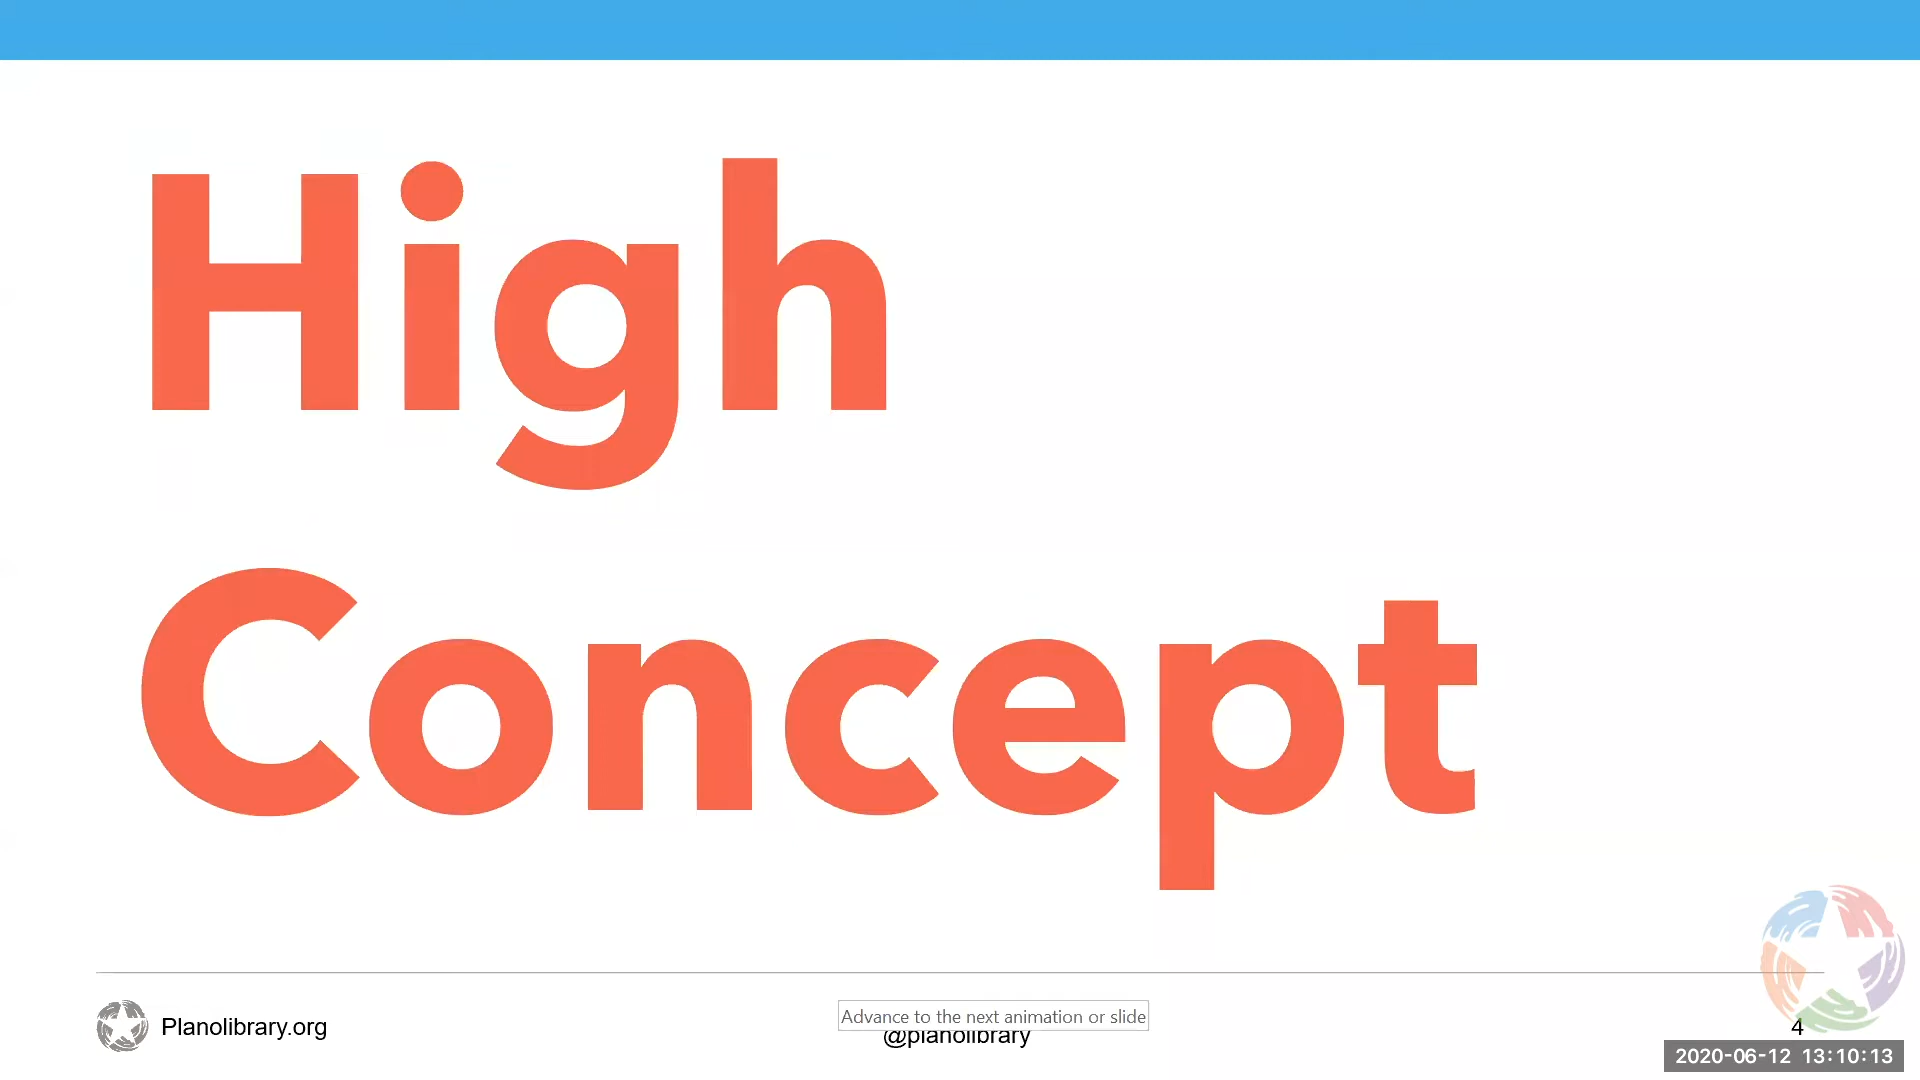 High
Concept
Planolibrary.org
Advance to the next animation or slide
@planolibrary
4
2020-06-12 13:10:13